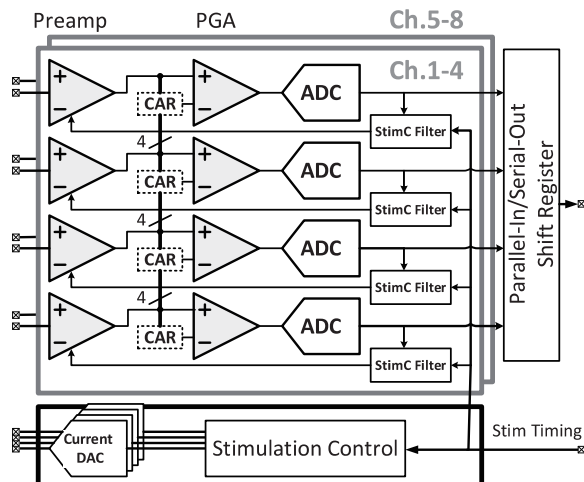 Preamp PGA Ch.5-8
Ch.1-4
+ + ADC
− CAR −
StimC Filter
4
+ + ADC
− CAR −
StimC Filter
4
+ + ADC
− CAR −
StimC Filter
4
+ + ADC
− CAR −
StimC Filter
Parallel-In/Serial-Out
Shift Register
Current
DAC
Stimulation Control
Stim Timing